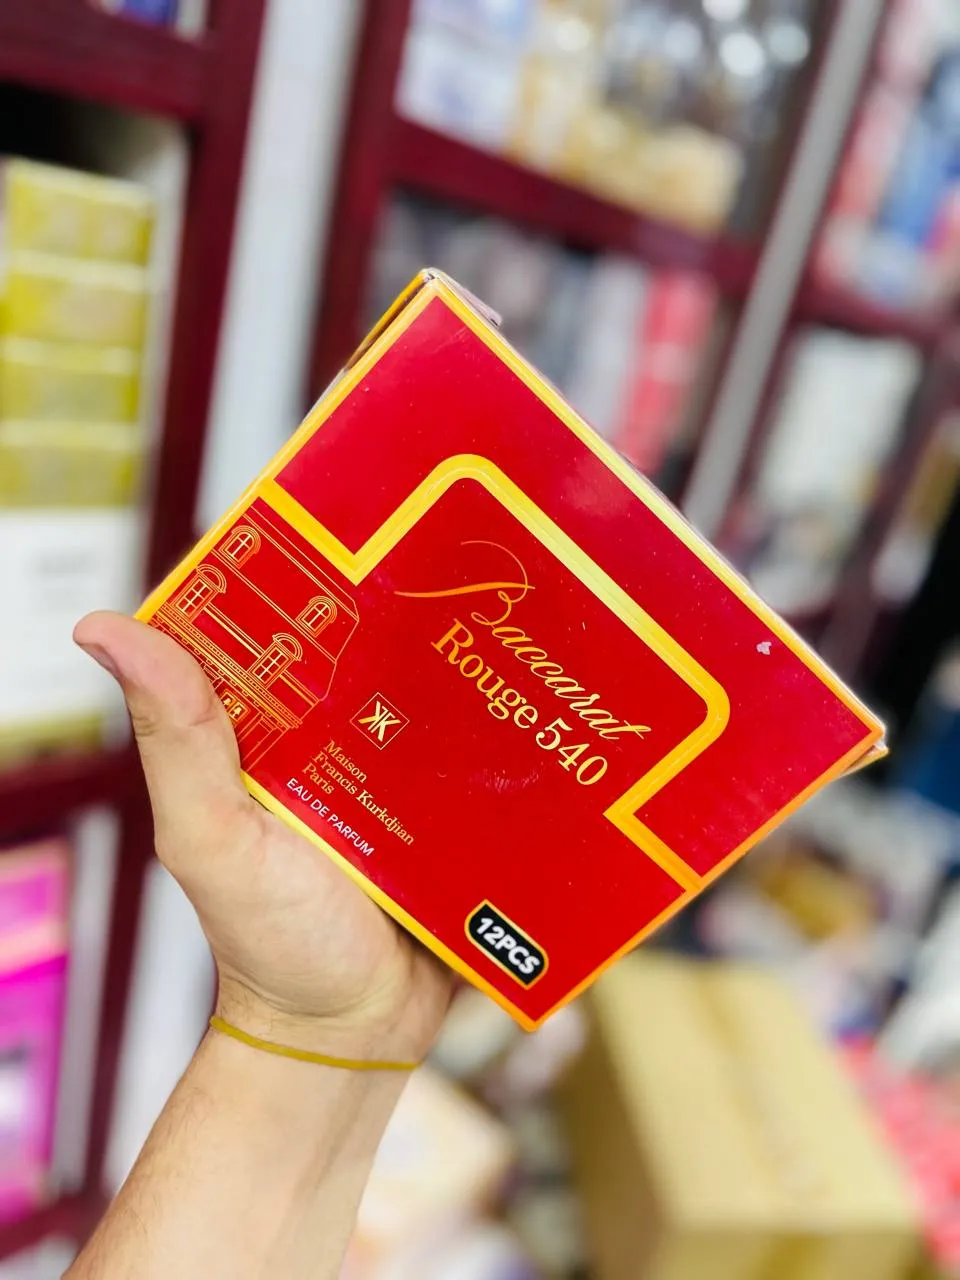 Baccarat
Rouge 540
Maison
Francis Kurkdjian
Paris
EAU DE PARFUM
12PCS